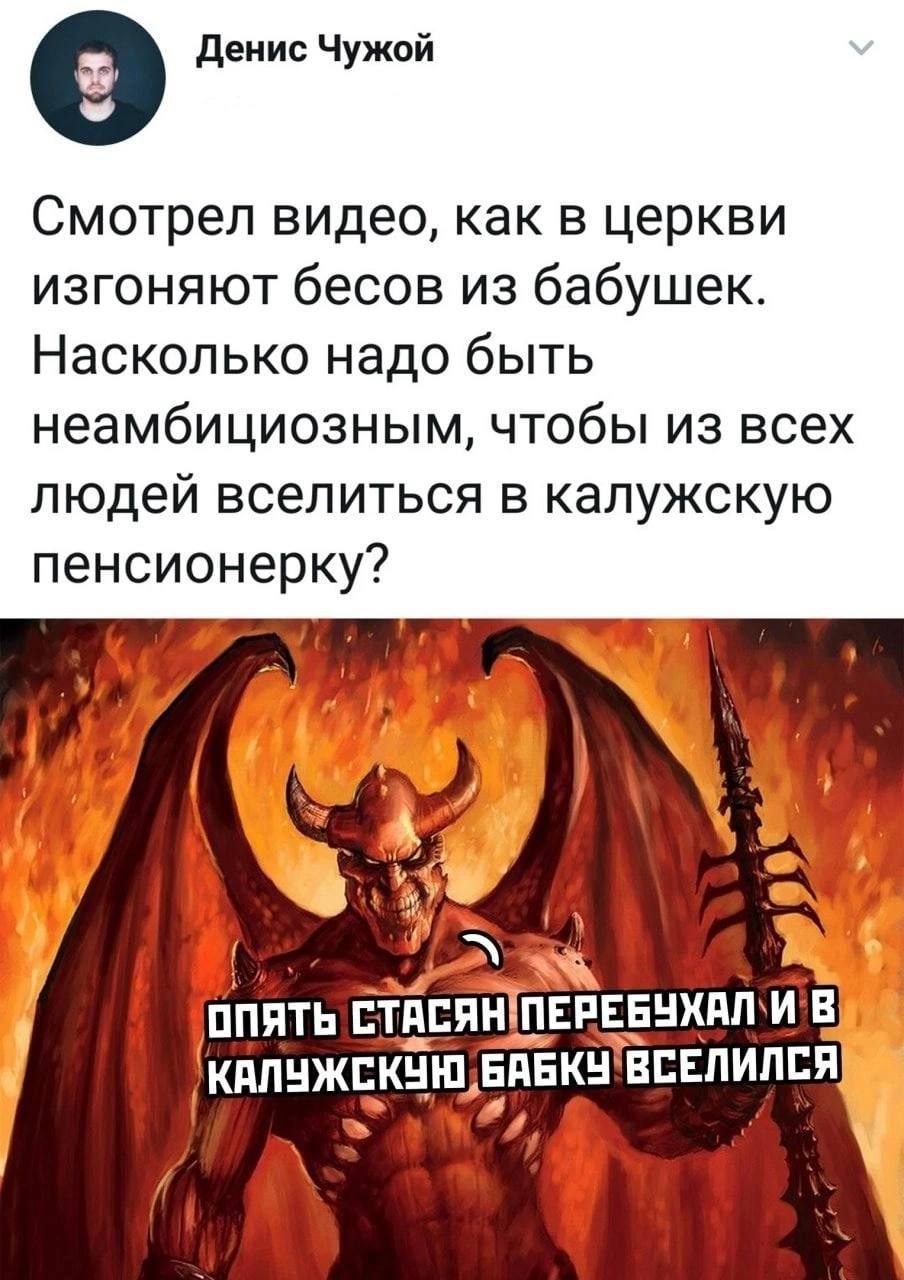 Денис Чужой
Смотрел видео, как в церкви
изгоняют бесов из бабушек.
Насколько надо быть
неамбициозным, чтобы из всех
людей вселиться в калужскую
пенсионерку?
ОПЯТЬ СТАСЯН ПЕРЕБУХАЛ И В
КАЛУЖСКУЮ БАБКУ ВСЕЛИЛСЯ